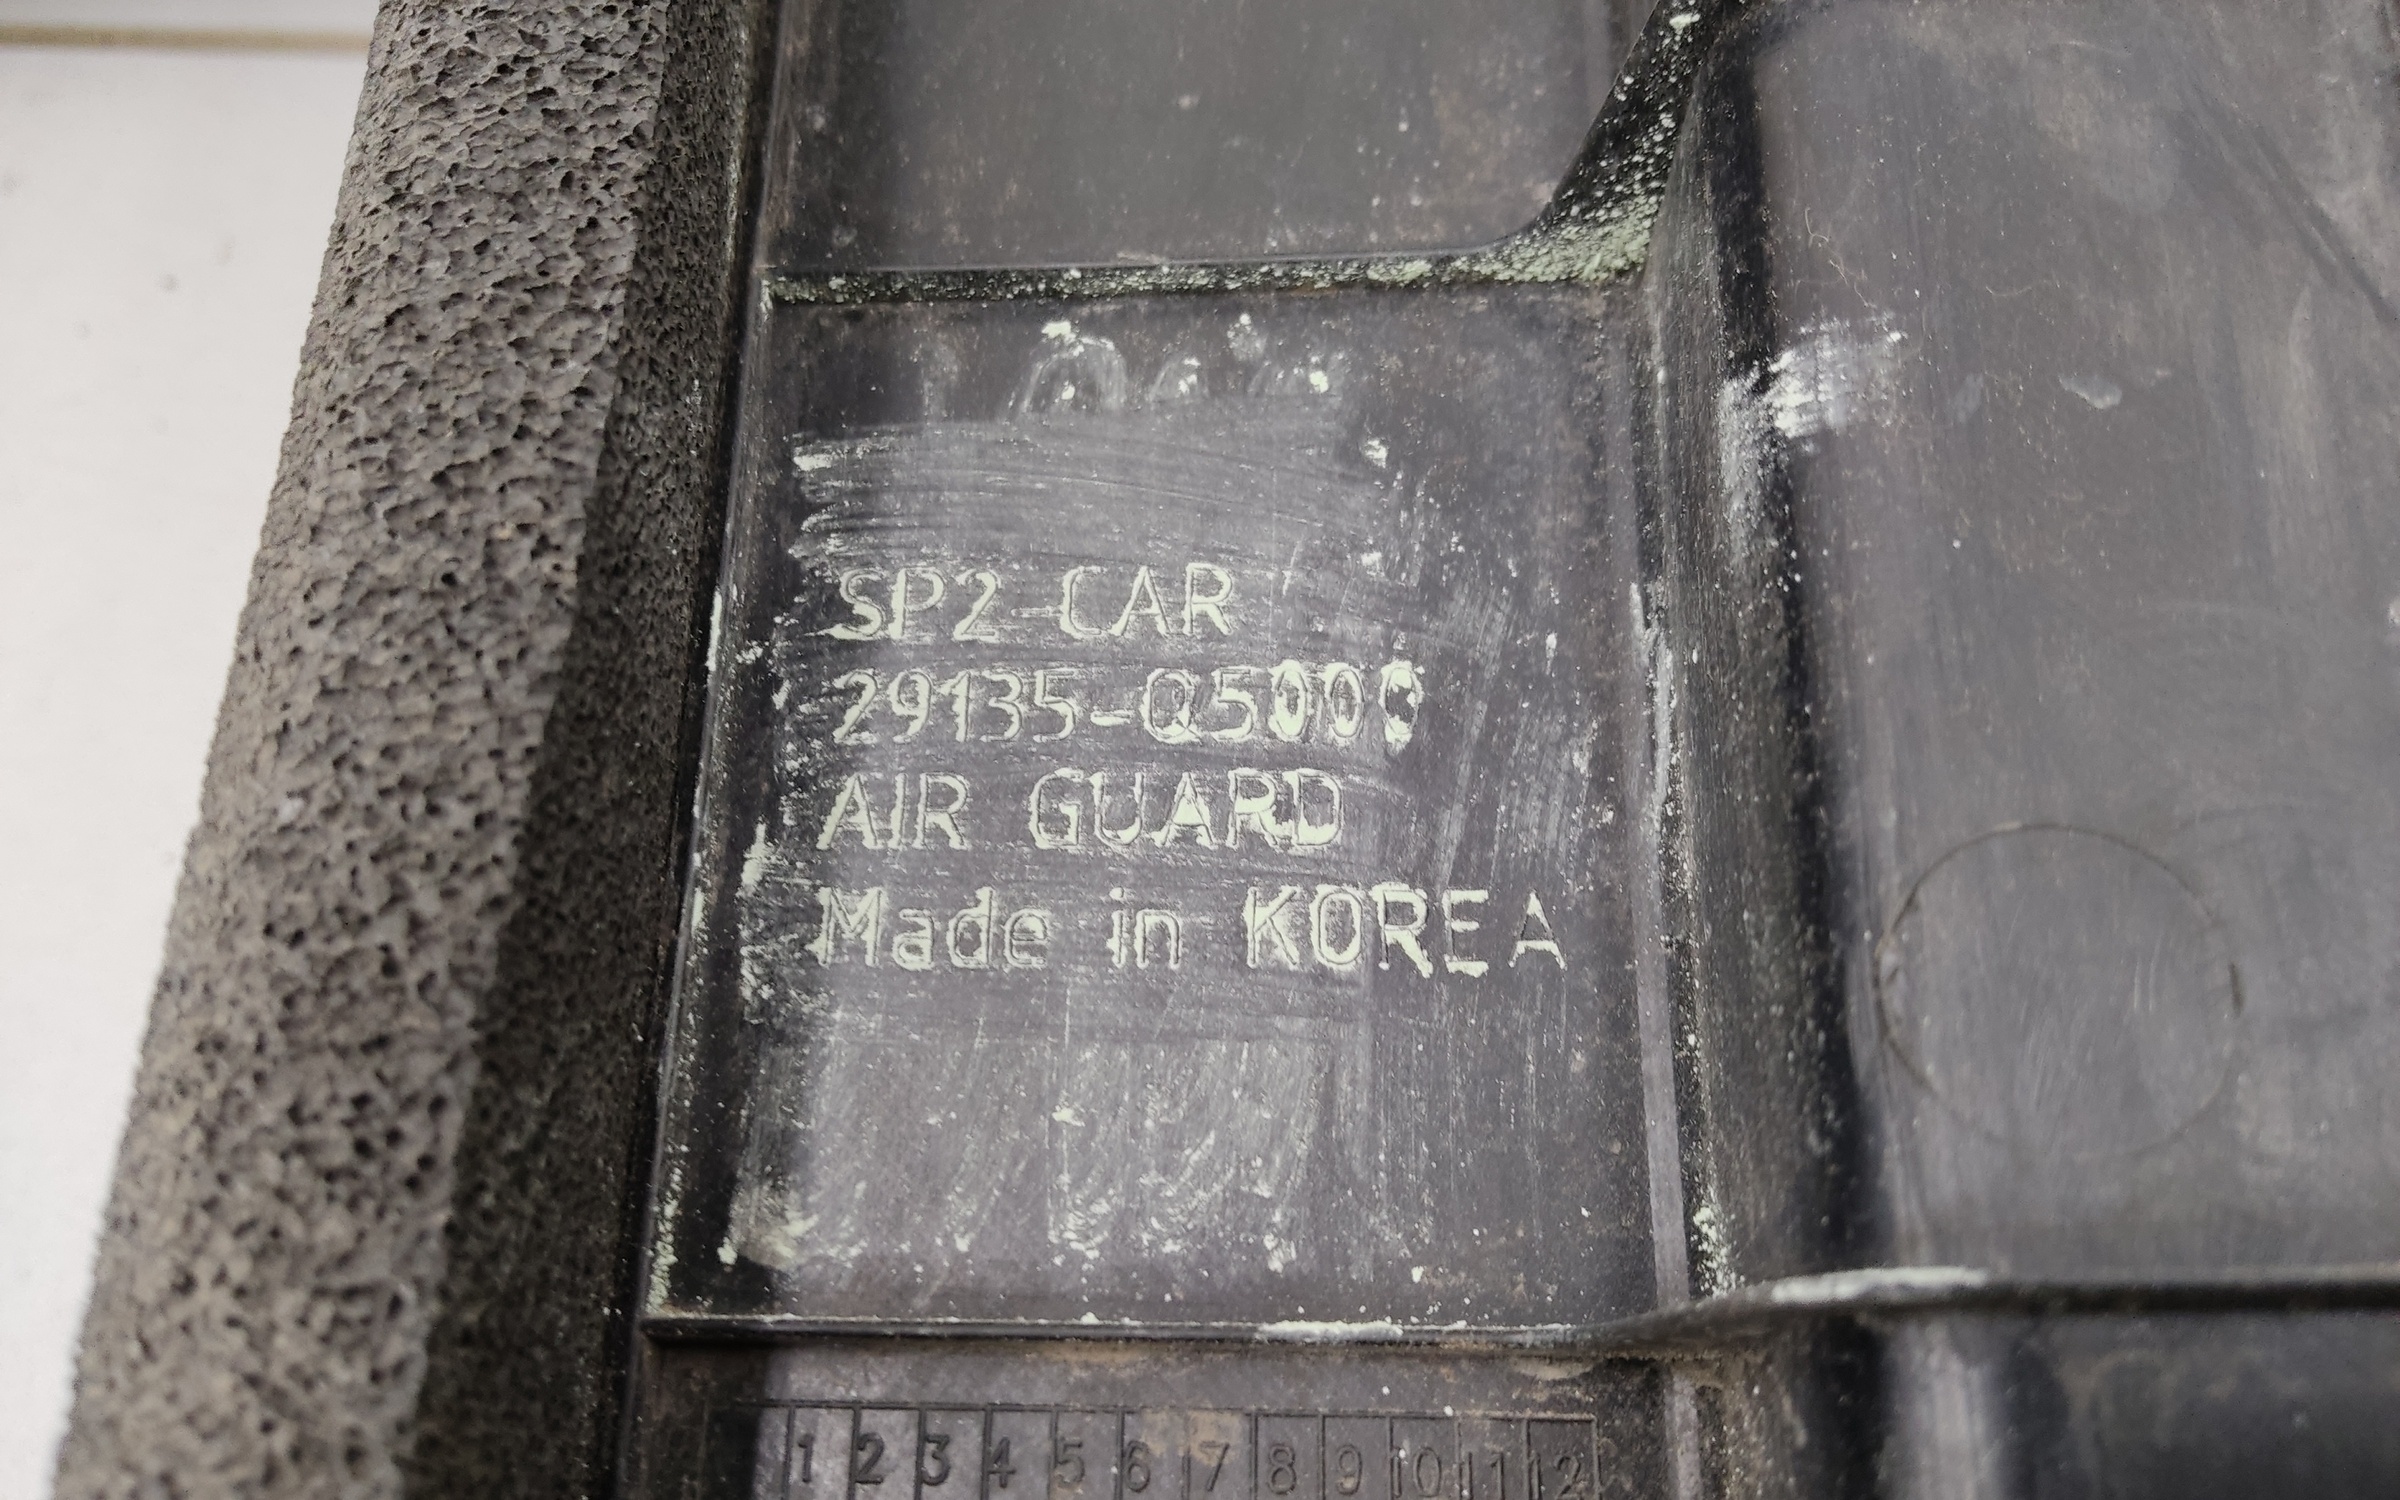 SP2 CAR
29135-Q5000
AIR GUARD
Made in KOREA
1 2 3 4 5 6 7 8 9 10 11 12